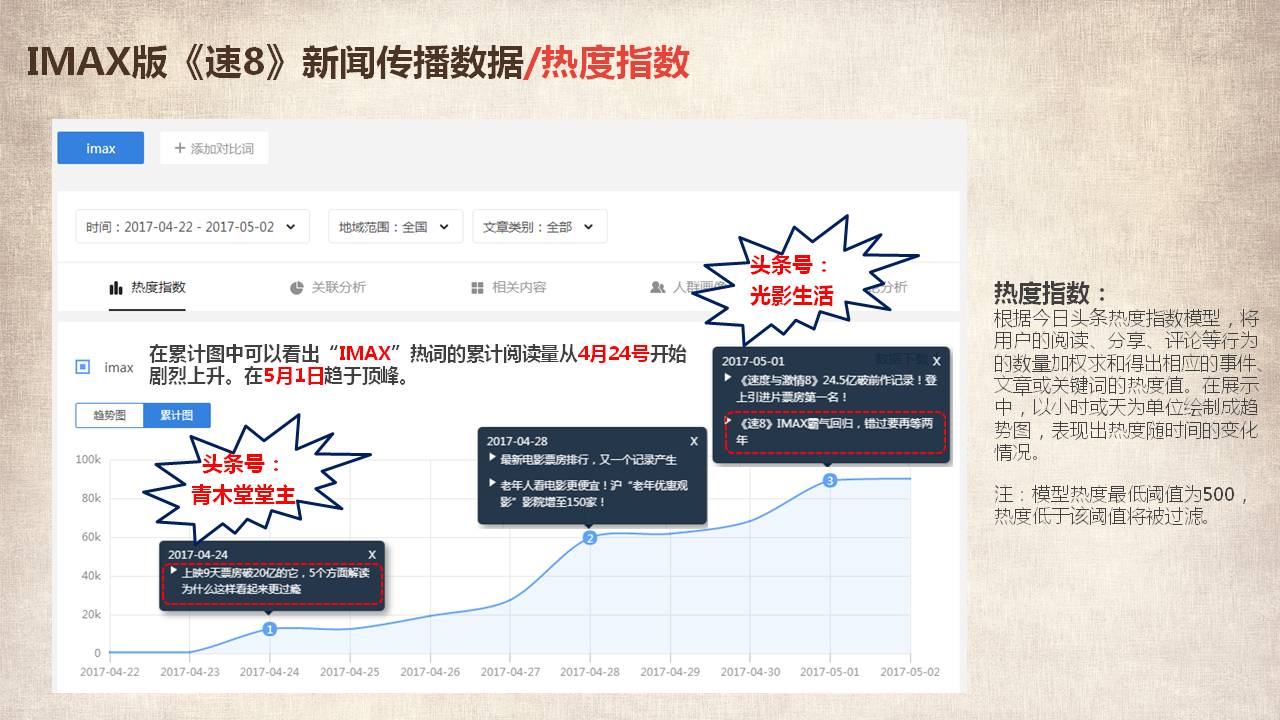 IMAX版《速8》新闻传播数据/热度指数
imax
添加对比词
时间：2017-04-22 - 2017-05-02
地域范围：全国
文章类别：全部
热度指数
关联分析
相关内容
人群画像
分析
头条号：
光影生活
imax
在累计图中可以看出“IMAX”热词的累计阅读量从4月24号开始
剧烈上升。在5月1日趋于顶峰。
趋势图
累计图
头条号：
青木堂堂主
2017-04-24 X
上映9天票房破20亿的它，5个方面解读
为什么这样看起来更过瘾
2017-04-28 X
最新电影票房排行，又一个记录产生
老年人看电影更便宜！沪“老年优惠观
影”影院增至150家！
2017-05-01 X
《速度与激情8》24.5亿破前作记录！登
上引进片票房第一名！
《速8》IMAX霸气回归，错过要再等两
年
100k
80k
60k
40k
20k
0
1
2
3
2017-04-22
2017-04-23
2017-04-24
2017-04-25
2017-04-26
2017-04-27
2017-04-28
2017-04-29
2017-04-30
2017-05-01
2017-05-02
热度指数：
根据今日头条热度指数模型，将
用户的阅读、分享、评论等行为
的数量加权求和得出相应的事件、
文章或关键词的热度值。在展示
中，以小时或天为单位绘制成趋
势图，表现出热度随时间的变化
情况。
注：模型热度最低阈值为500，
热度低于该阈值将被过滤。